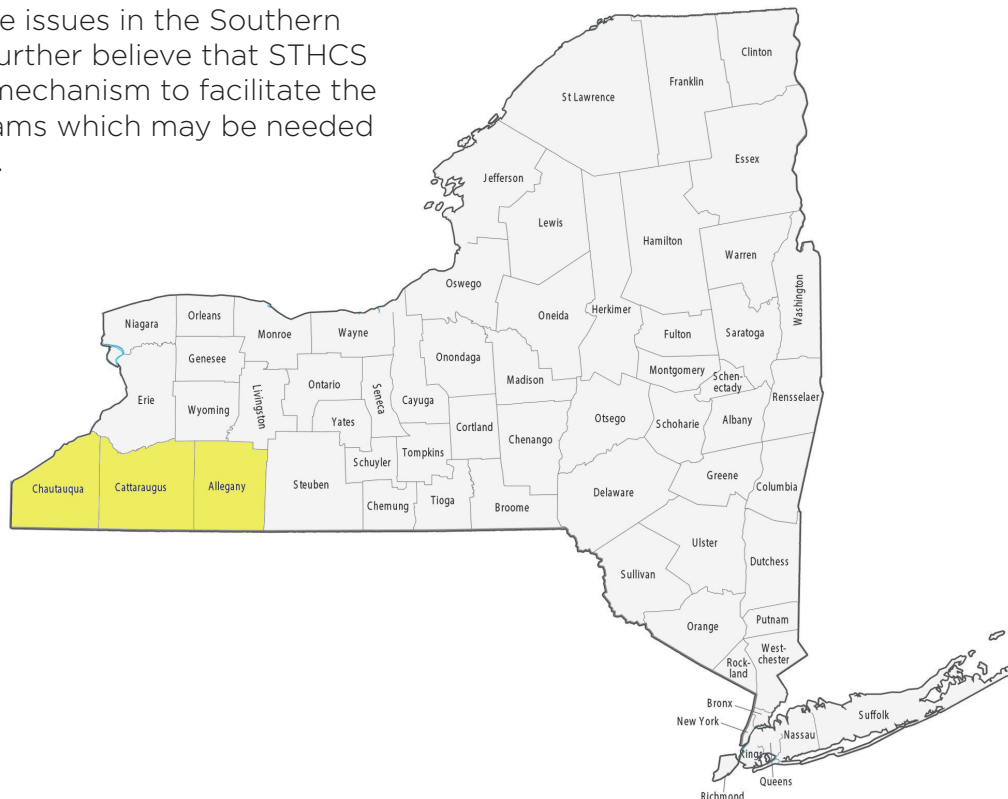 e issues in the Southern
urther believe that STHCS
mechanism to facilitate the
ams which may be needed
.
Clinton
Franklin
St Lawrence
Essex
Jefferson
Lewis
Hamilton
Warren
Washington
Oswego
Herkimer
Oneida
Niagara
Orleans
Monroe
Wayne
Fulton
Saratoga
Genesee
Onondaga
Madison
Montgomery
Schen-
ectady
Erie
Wyoming
Livingston
Ontario
Seneca
Cayuga
Rensselaer
Yates
Cortland
Otsego
Schoharie
Albany
Chenango
Tompkins
Schuyler
Chautauqua
Cattaraugus
Allegany
Steuben
Greene
Columbia
Delaware
Chemung
Tioga
Broome
Ulster
Dutchess
Sullivan
Orange
Putnam
West-
chester
Rock-
land
Bronx
New York
Suffolk
Nassau
Kings
Queens
Richmond